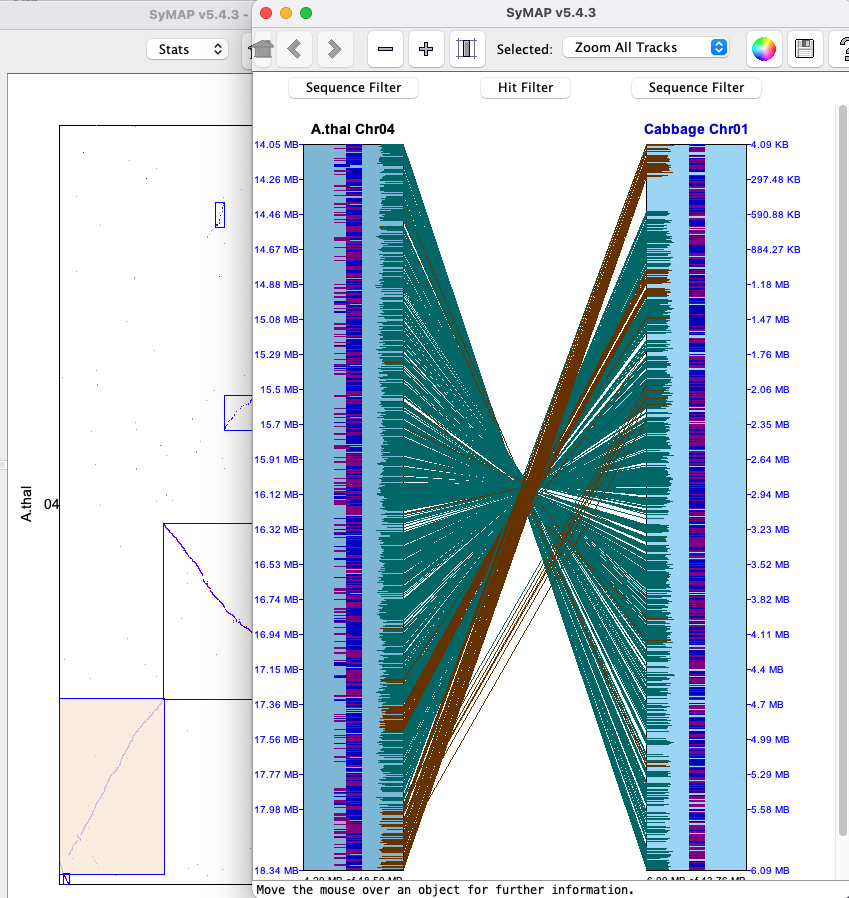 SyMAP v5.4.3 -
SyMAP v5.4.3
Stats
Selected:
Zoom All Tracks
Sequence Filter
Hit Filter
Sequence Filter
A.thal Chr04
Cabbage Chr01
14.05 MB
4.09 KB
14.26 MB
297.48 KB
14.46 MB
590.88 KB
14.67 MB
884.27 KB
14.88 MB
1.18 MB
15.08 MB
1.47 MB
15.29 MB
1.76 MB
15.5 MB
2.06 MB
15.7 MB
2.35 MB
15.91 MB
2.64 MB
16.12 MB
2.94 MB
16.32 MB
3.23 MB
16.53 MB
3.52 MB
16.74 MB
3.82 MB
16.94 MB
4.11 MB
17.15 MB
4.4 MB
17.36 MB
4.7 MB
17.56 MB
4.99 MB
17.77 MB
5.29 MB
17.98 MB
5.58 MB
18.34 MB
6.09 MB
A.thal
04
Move the mouse over an object for further information.